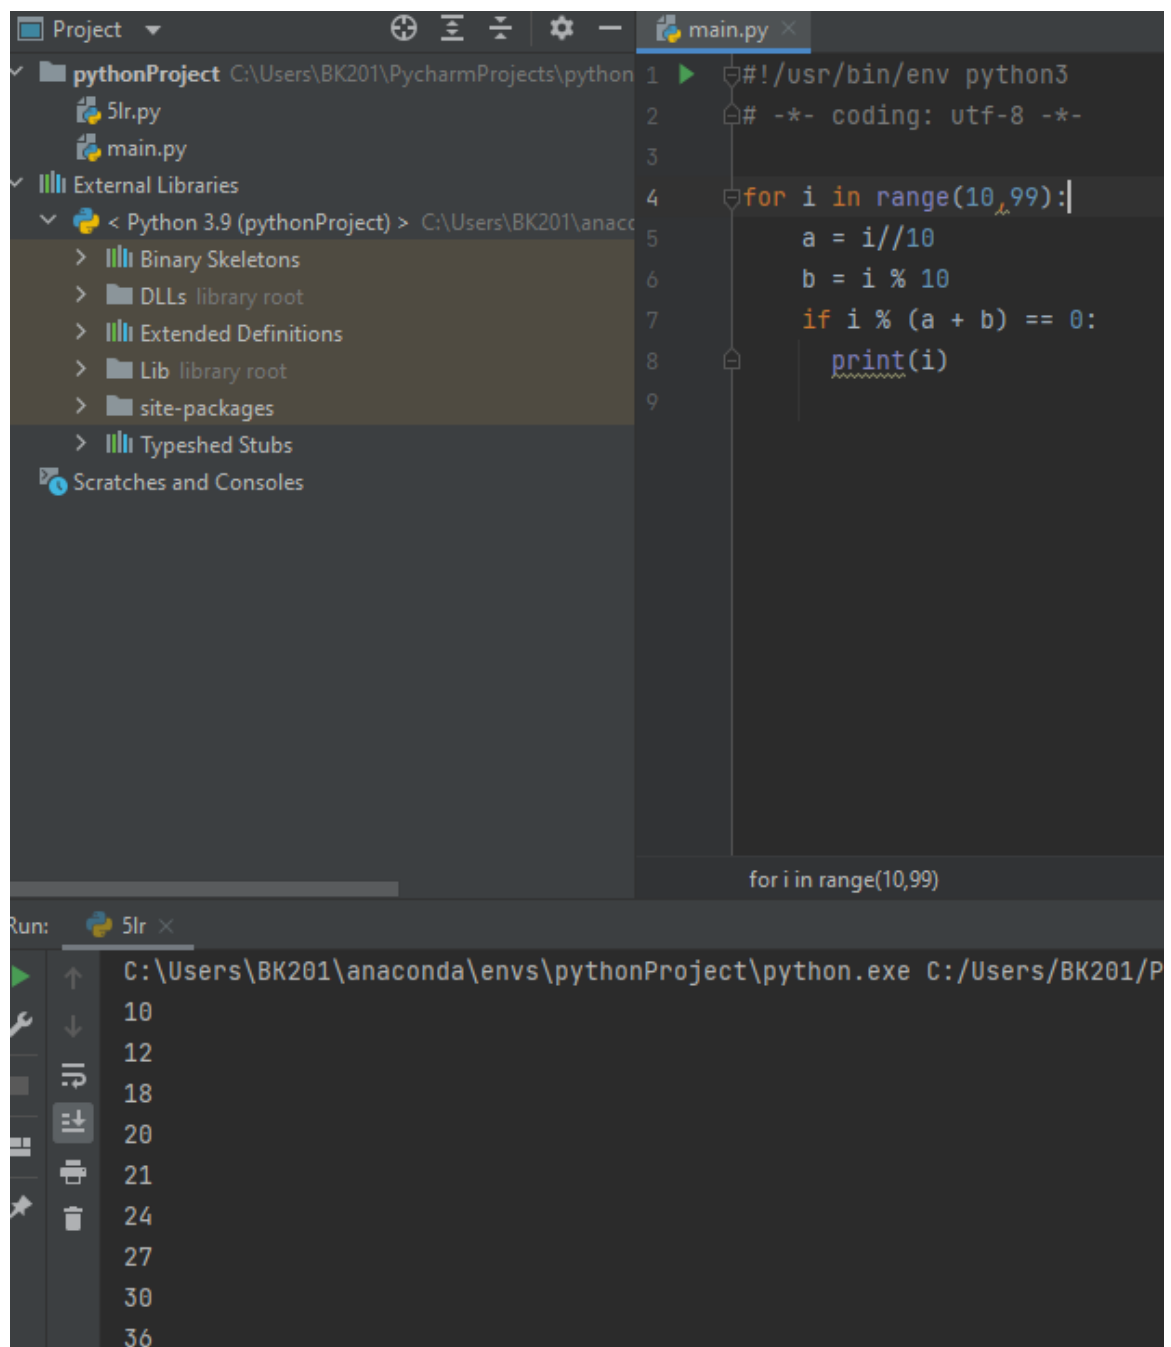 Project
pythonProject C:\Users\BK201\PycharmProjects\python
5lr.py
main.py
External Libraries
< Python 3.9 (pythonProject) > C:\Users\BK201\anac
Binary Skeletons
DLLs library root
Extended Definitions
Lib library root
site-packages
Typeshed Stubs
Scratches and Consoles
main.py
1 #!/usr/bin/env python3
2 # -*- coding: utf-8 -*-
3
4 for i in range(10,99):
5 a = i//10
6 b = i % 10
7 if i % (a + b) == 0:
8 print(i)
9
for i in range(10,99)
Run: 5lr
C:\Users\BK201\anaconda\envs\pythonProject\python.exe C:/Users/BK201/P
10
12
18
20
21
24
27
30
36